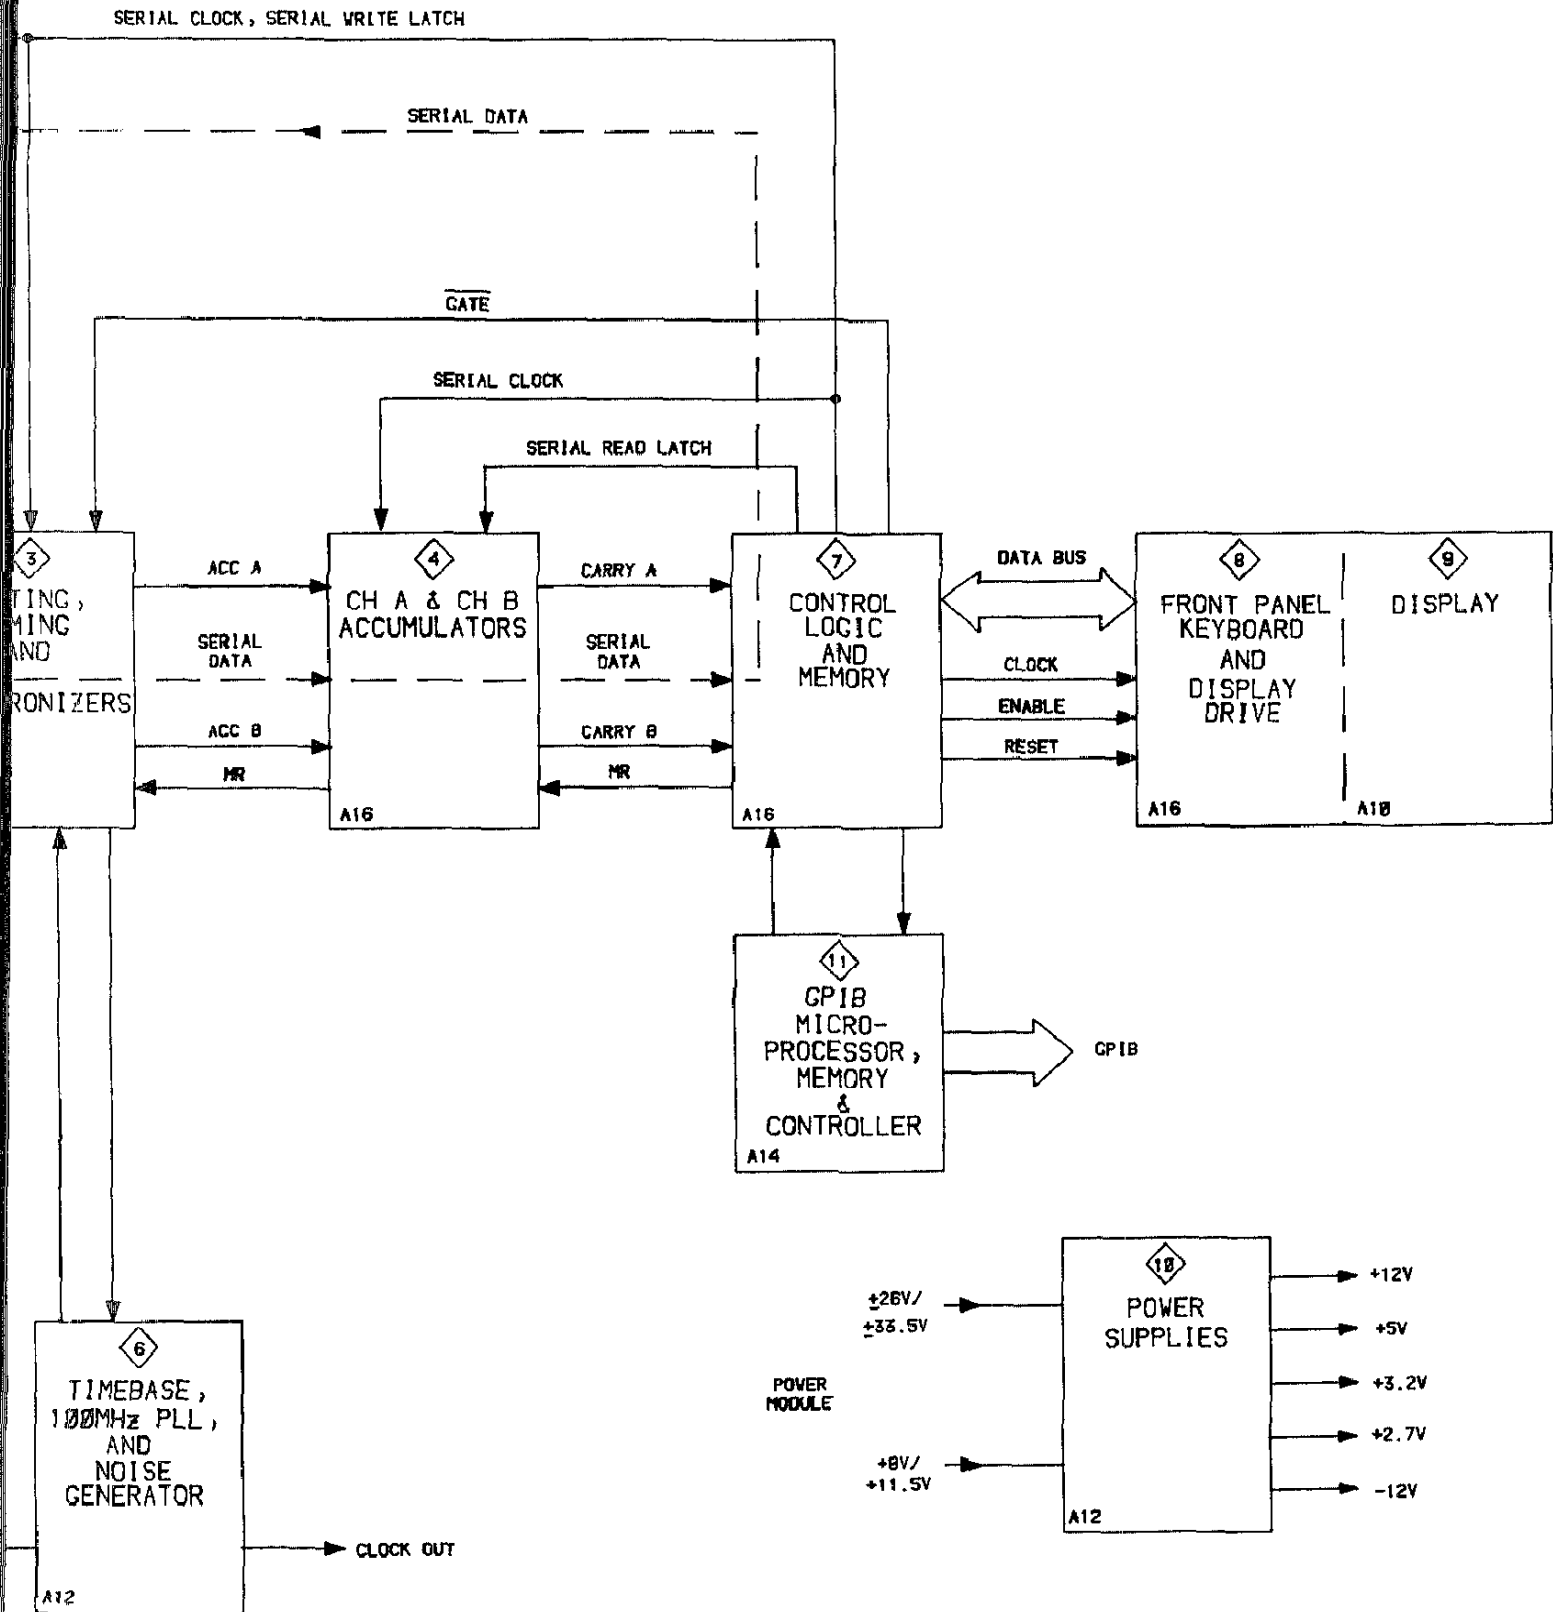 SERIAL CLOCK, SERIAL WRITE LATCH
SERIAL DATA
GATE
SERIAL CLOCK
SERIAL READ LATCH
3
TING,
MING
AND
RONIZERS
ACC A
SERIAL
DATA
ACC B
MR
4
CH A & CH B
ACCUMULATORS
A16
CARRY A
SERIAL
DATA
CARRY B
MR
7
CONTROL
LOGIC
AND
MEMORY
A16
DATA BUS
CLOCK
ENABLE
RESET
8
FRONT PANEL
KEYBOARD
AND
DISPLAY
DRIVE
A16
9
DISPLAY
A10
11
GPIB
MICRO-
PROCESSOR,
MEMORY
&
CONTROLLER
A14
GPIB
6
TIMEBASE,
100MHz PLL,
AND
NOISE
GENERATOR
A12
CLOCK OUT
±26V/
±33.5V
POWER
MODULE
+8V/
+11.5V
10
POWER
SUPPLIES
A12
+12V
+5V
+3.2V
+2.7V
-12V